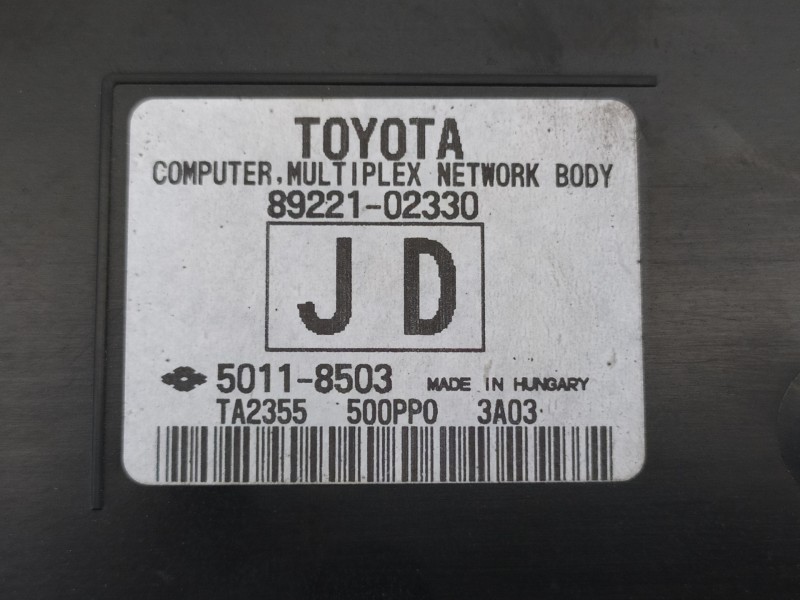 TOYOTA
COMPUTER, MULTIPLEX NETWORK BODY
89221-02330
JD
5011-8503 MADE IN HUNGARY
TA2355 500PP0 3A03